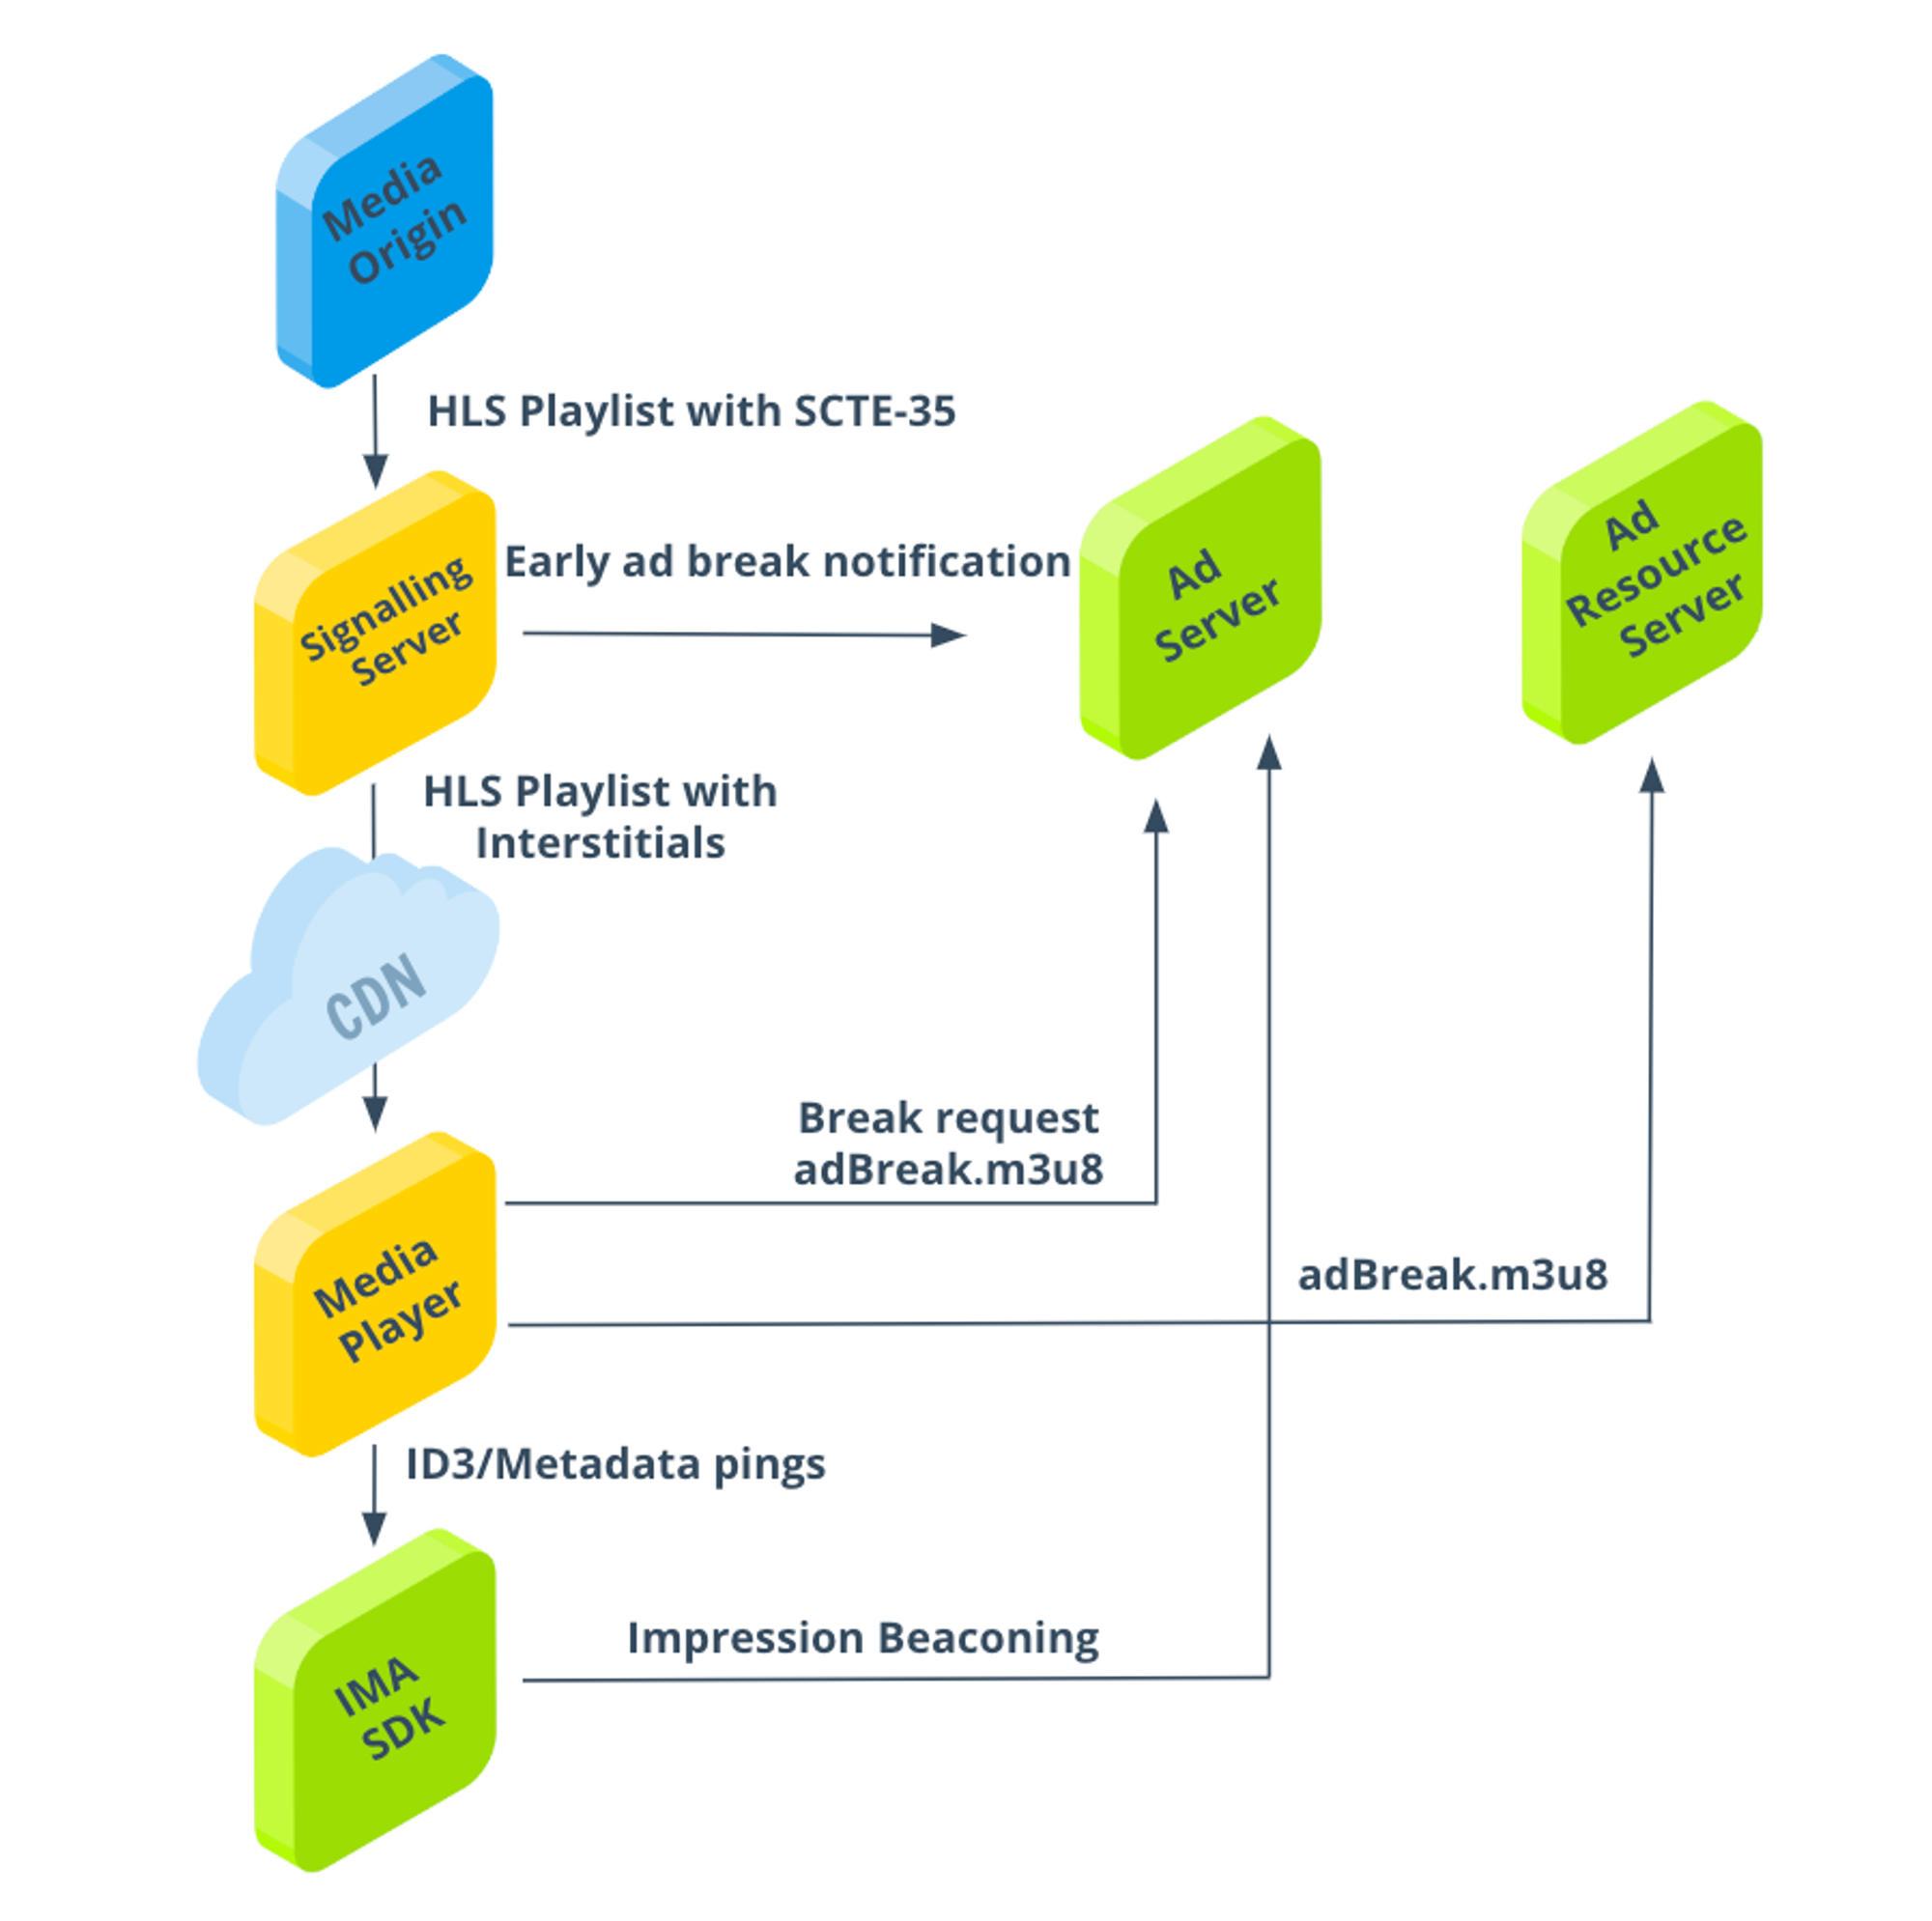 Media
Origin
HLS Playlist with SCTE-35
Signalling
Server
Early ad break notification
Ad
Server
Ad
Resource
Server
HLS Playlist with
Interstitials
CDN
Break request
adBreak.m3u8
Media
Player
adBreak.m3u8
ID3/Metadata pings
IMA
SDK
Impression Beaconing